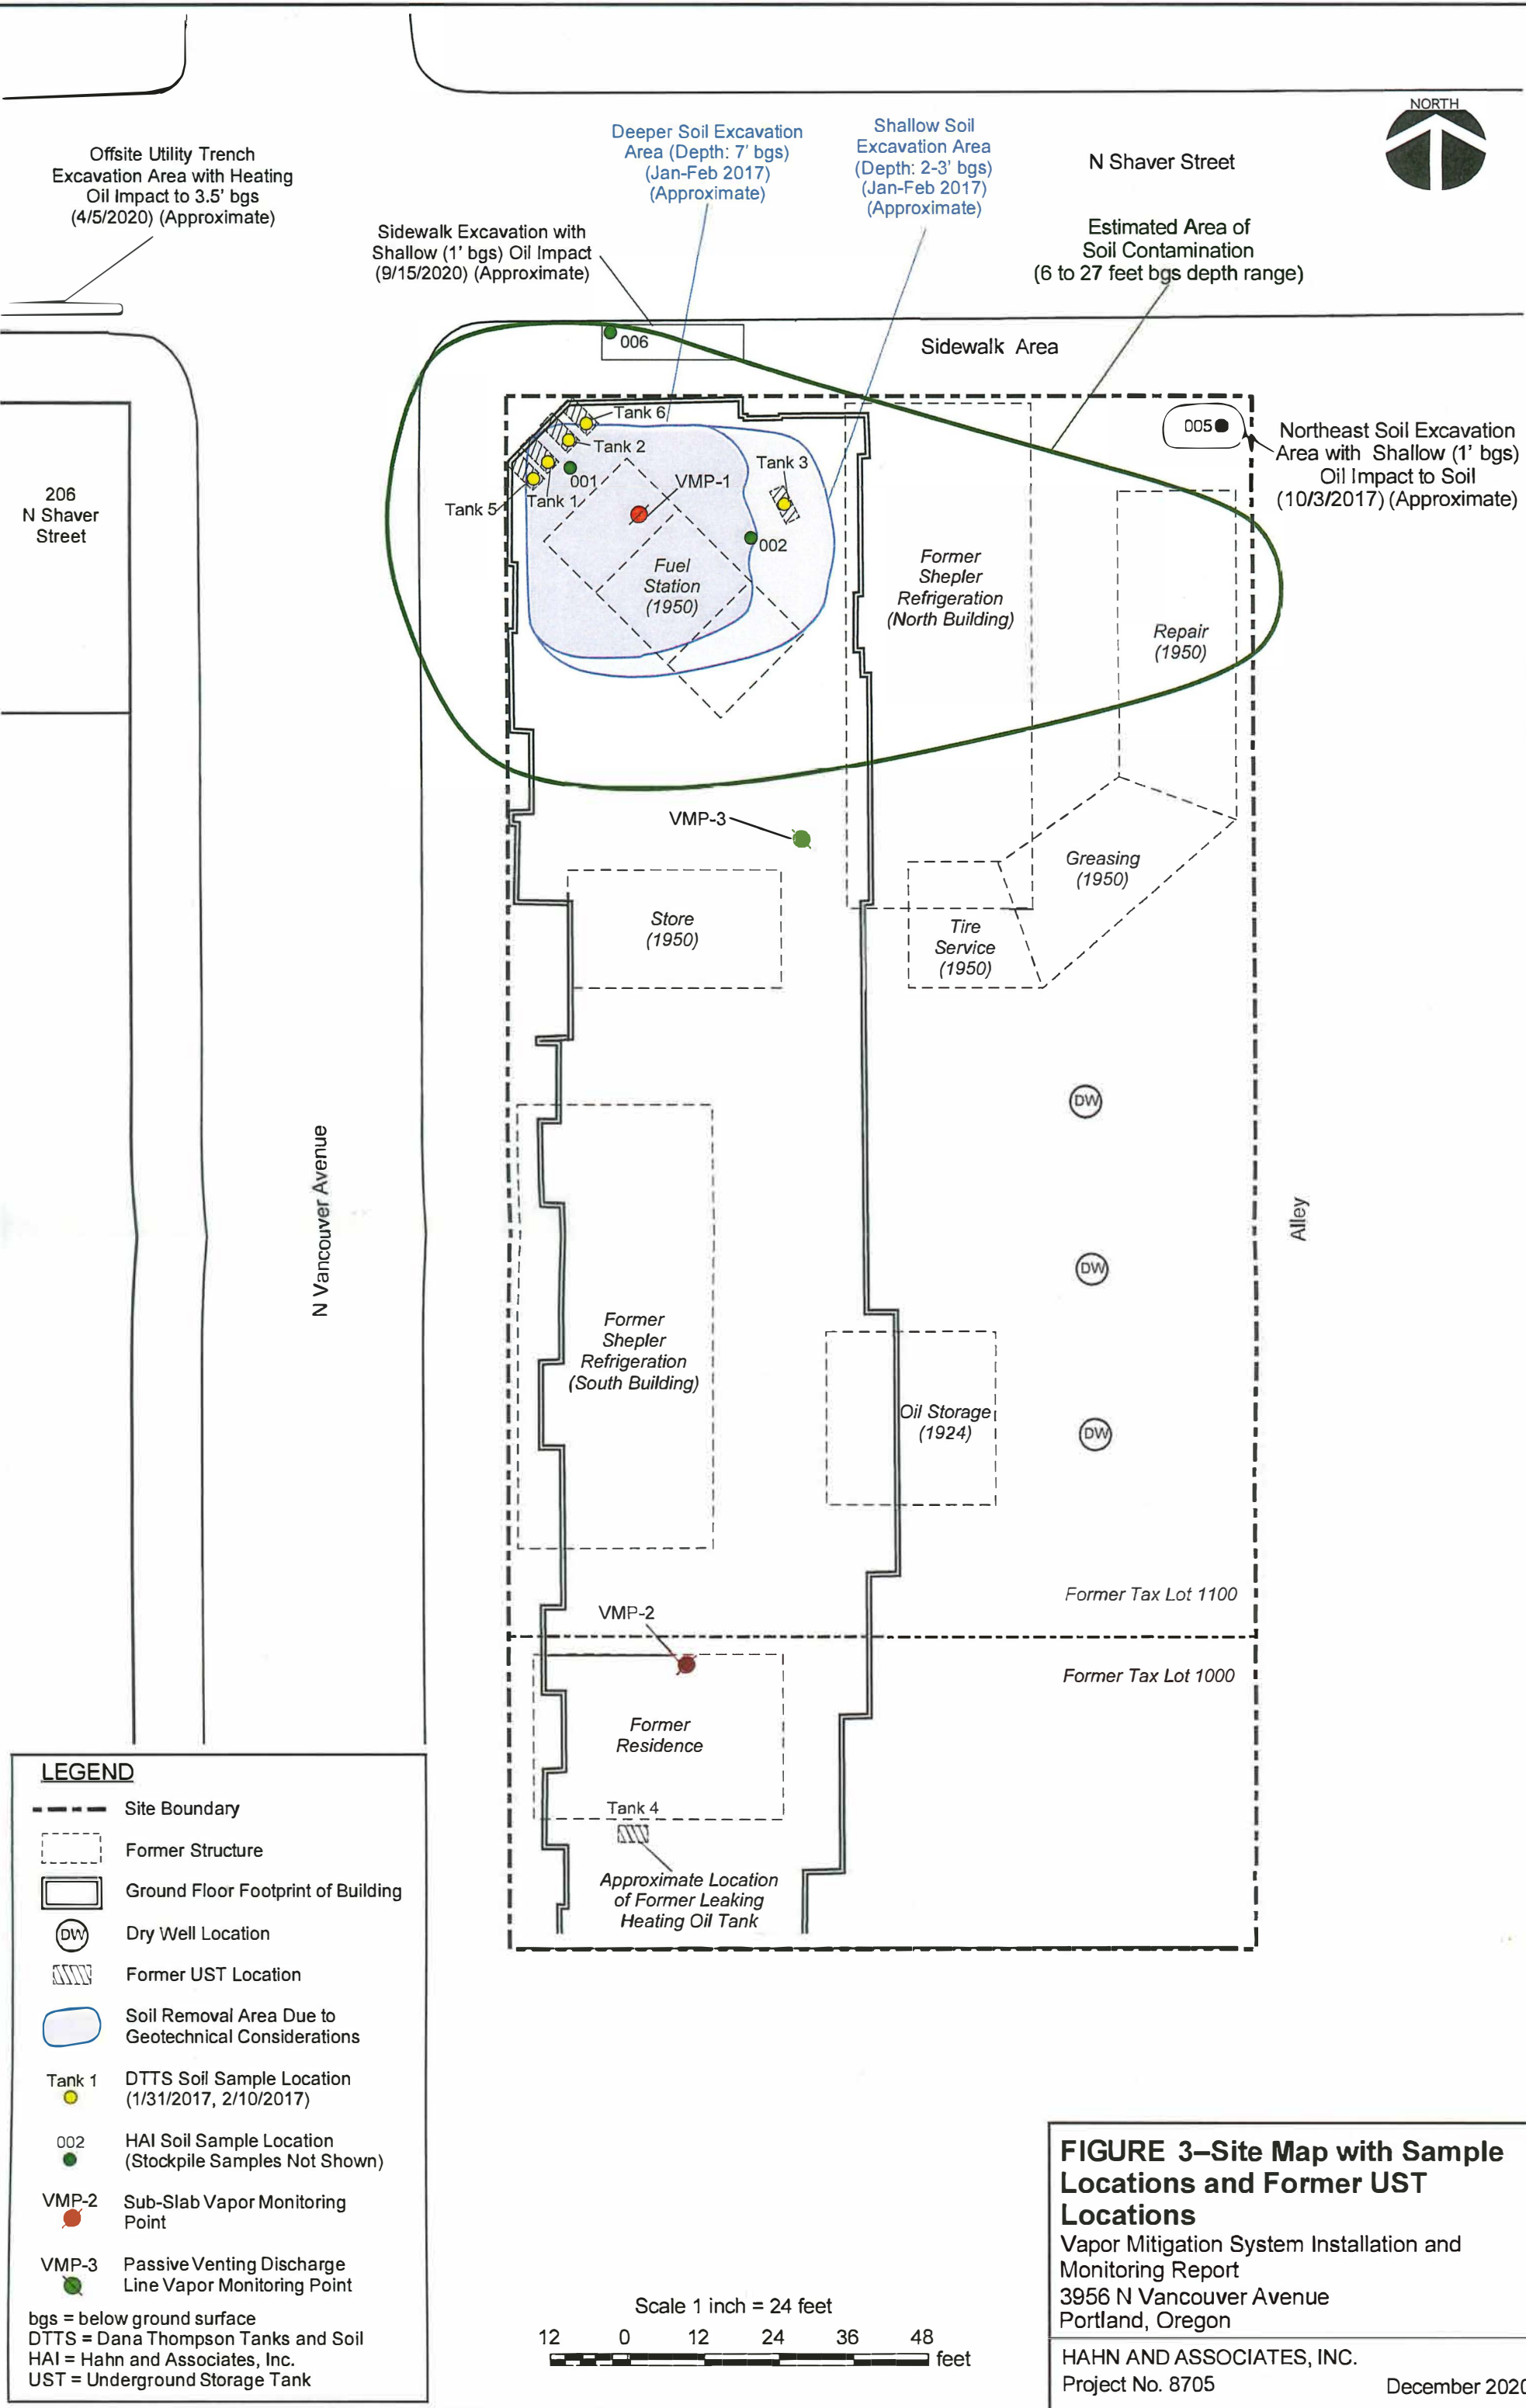 NORTH
N Shaver Street
Offsite Utility Trench
Excavation Area with Heating
Oil Impact to 3.5' bgs
(4/5/2020) (Approximate)
Deeper Soil Excavation
Area (Depth: 7' bgs)
(Jan-Feb 2017)
(Approximate)
Shallow Soil
Excavation Area
(Depth: 2-3' bgs)
(Jan-Feb 2017)
(Approximate)
Sidewalk Excavation with
Shallow (1' bgs) Oil Impact
(9/15/2020) (Approximate)
Estimated Area of
Soil Contamination
(6 to 27 feet bgs depth range)
006
Sidewalk Area
Tank 6
Tank 2
001
Tank 1
Tank 5
VMP-1
Tank 3
002
005
Northeast Soil Excavation
Area with Shallow (1' bgs)
Oil Impact to Soil
(10/3/2017) (Approximate)
206
N Shaver
Street
Fuel
Station
(1950)
Former
Shepler
Refrigeration
(North Building)
Repair
(1950)
VMP-3
Greasing
(1950)
Store
(1950)
Tire
Service
(1950)
DW
DW
DW
N Vancouver Avenue
Alley
Former
Shepler
Refrigeration
(South Building)
Oil Storage
(1924)
Former Tax Lot 1100
VMP-2
Former Tax Lot 1000
Former
Residence
Tank 4
Approximate Location
of Former Leaking
Heating Oil Tank
LEGEND
Site Boundary
Former Structure
Ground Floor Footprint of Building
DW Dry Well Location
Former UST Location
Soil Removal Area Due to
Geotechnical Considerations
Tank 1 DTTS Soil Sample Location
(1/31/2017, 2/10/2017)
002 HAI Soil Sample Location
(Stockpile Samples Not Shown)
VMP-2 Sub-Slab Vapor Monitoring
Point
VMP-3 Passive Venting Discharge
Line Vapor Monitoring Point
bgs = below ground surface
DTTS = Dana Thompson Tanks and Soil
HAI = Hahn and Associates, Inc.
UST = Underground Storage Tank
Scale 1 inch = 24 feet
12 0 12 24 36 48
feet
FIGURE 3–Site Map with Sample
Locations and Former UST
Locations
Vapor Mitigation System Installation and
Monitoring Report
3956 N Vancouver Avenue
Portland, Oregon
HAHN AND ASSOCIATES, INC.
Project No. 8705 December 2020